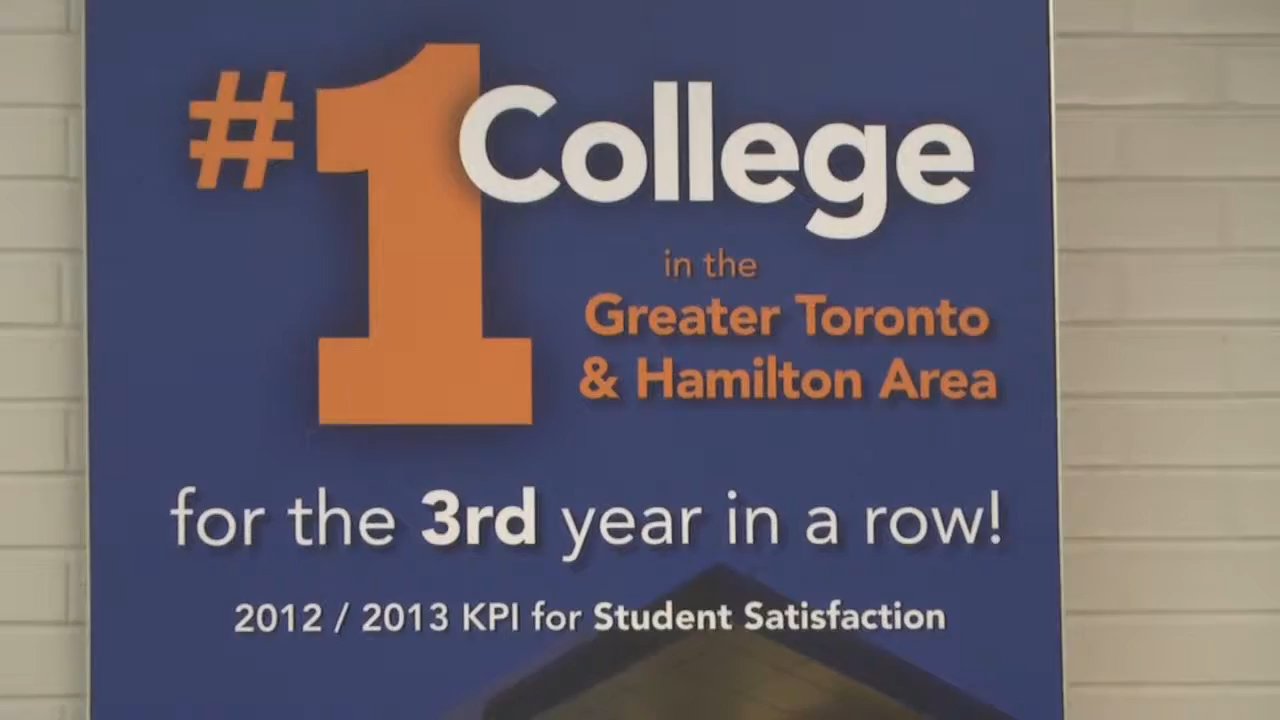 #1 College
in the
Greater Toronto
& Hamilton Area
for the 3rd year in a row!
2012 / 2013 KPI for Student Satisfaction